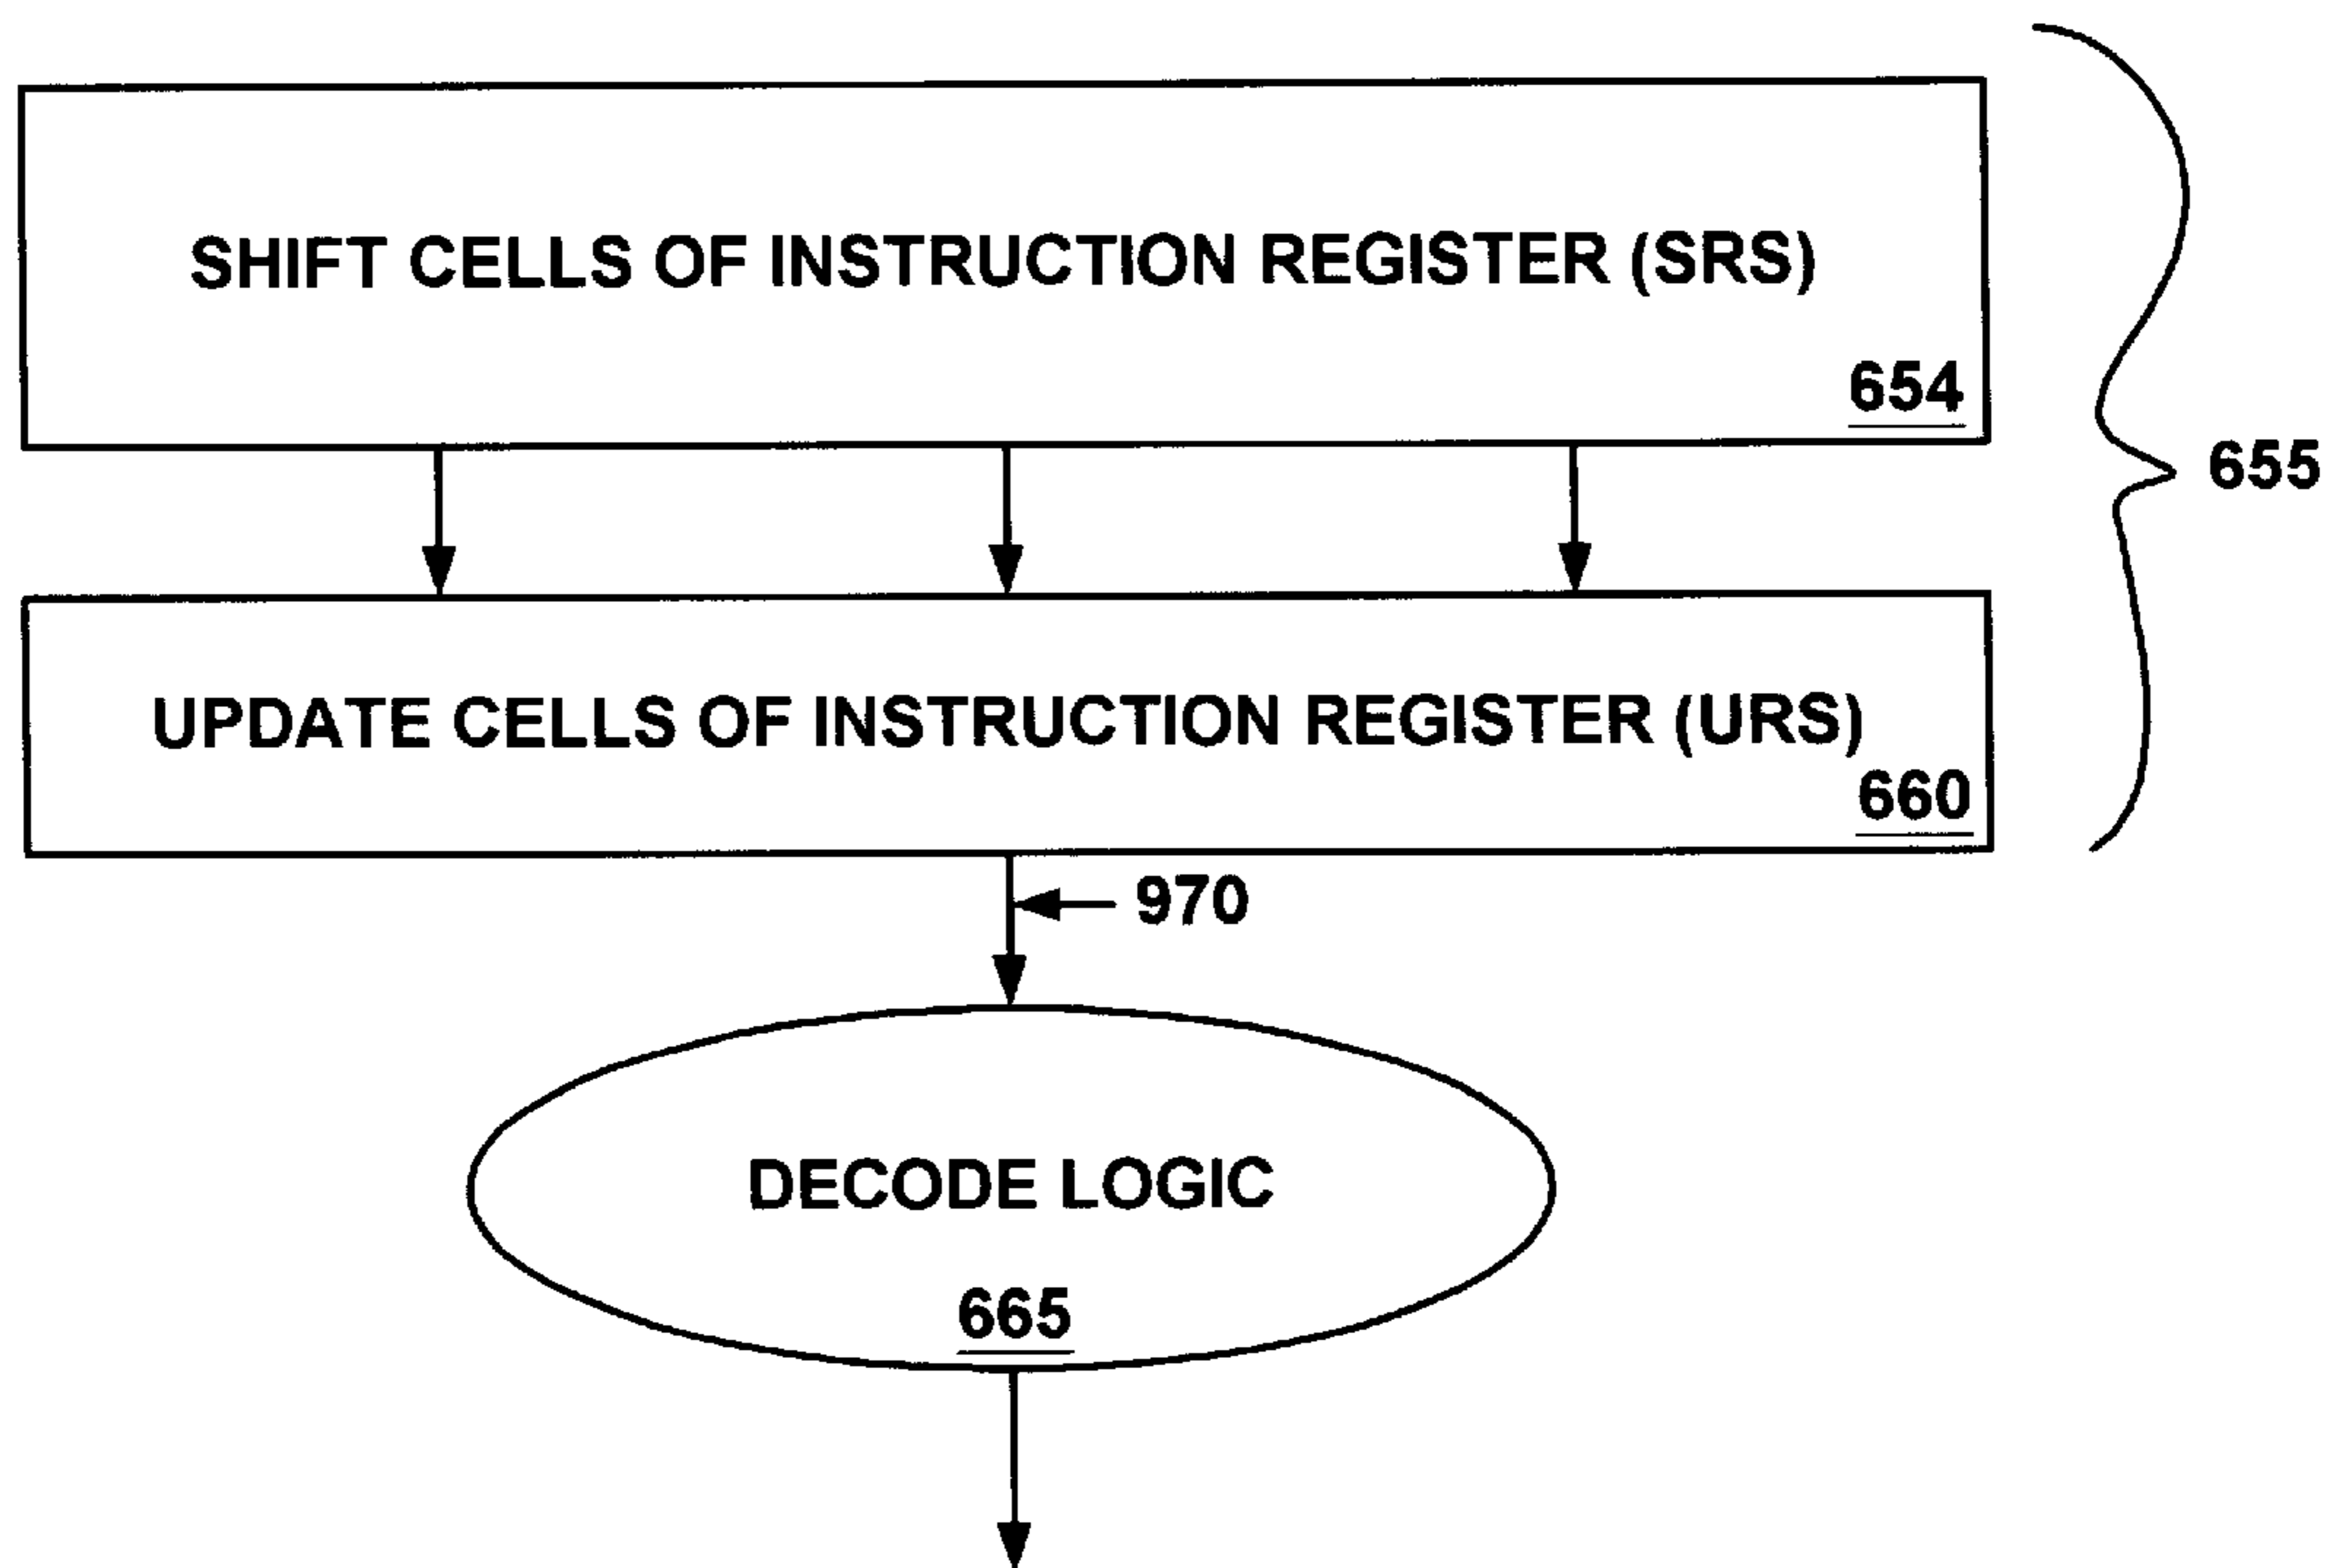 SHIFT CELLS OF INSTRUCTION REGISTER (SRS)
654
655
UPDATE CELLS OF INSTRUCTION REGISTER (URS)
660
970
DECODE LOGIC
665